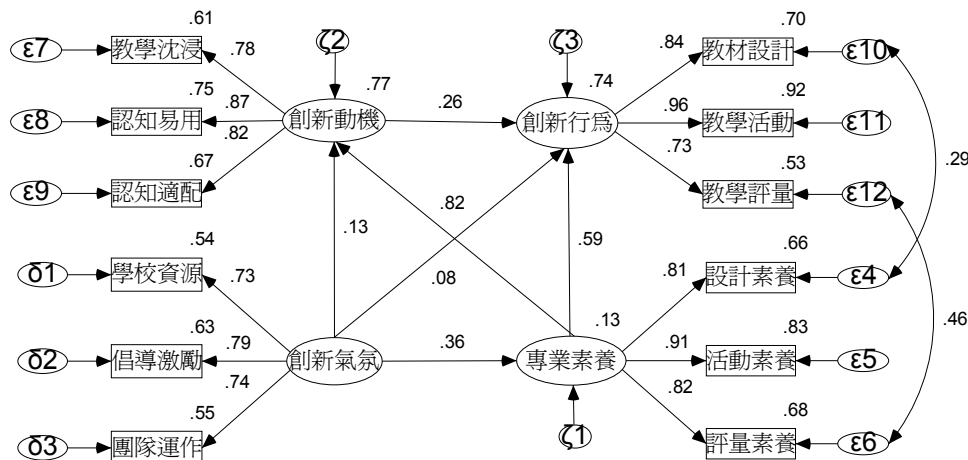 .61
ζ2
ζ3
.70
ε7
教學沈浸
.78
.84
教材設計
ε10
.75
.77
.74
.92
ε8
認知易用
.87
創新動機
.26
創新行為
.96
教學活動
ε11
.82
.73
.67
.53
.29
ε9
認知適配
教學評量
ε12
.82
.54
.13
.59
.66
δ1
學校資源
.73
.08
.81
設計素養
ε4
.63
.13
.83
.46
δ2
倡導激勵
.79
創新氣氛
.36
專業素養
.91
活動素養
ε5
.74
.82
.55
.68
δ3
團隊運作
ζ1
評量素養
ε6